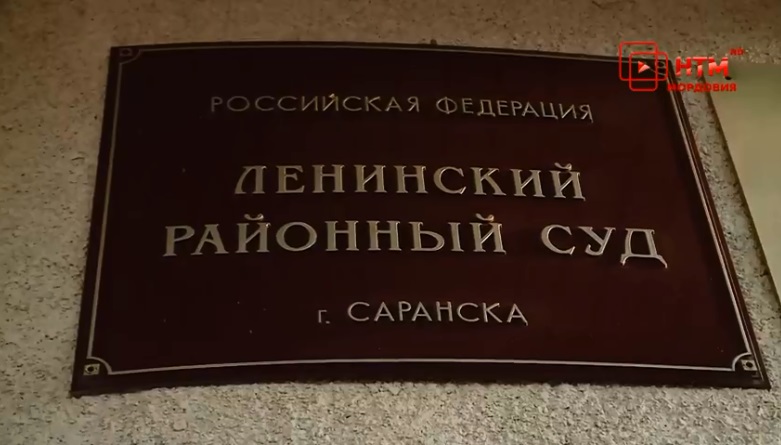 РОССИЙСКАЯ ФЕДЕРАЦИЯ
ЛЕНИНСКИЙ
РАЙОННЫЙ СУД
г. САРАНСКА
НТМ
МОРДОВИЯ